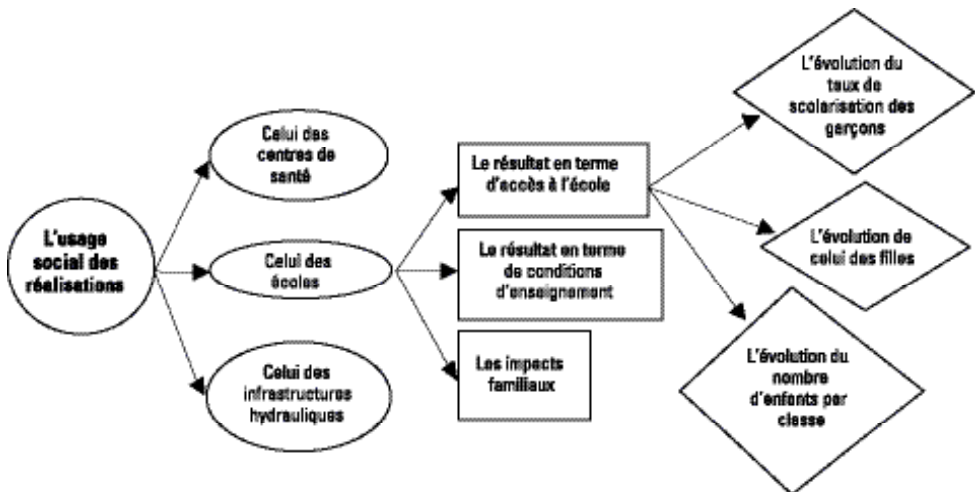 L'usage
social des
réalisations
Celui des
centres de
santé
Celui des
écoles
Celui des
infrastructures
hydrauliques
Le résultat en terme
d'accès à l'école
Le résultat en terme
de conditions
d'enseignement
Les impacts
familiaux
L'évolution du
taux de
scolarisation des
garçons
L'évolution de
celui des filles
L'évolution du
nombre
d'enfants par
classe